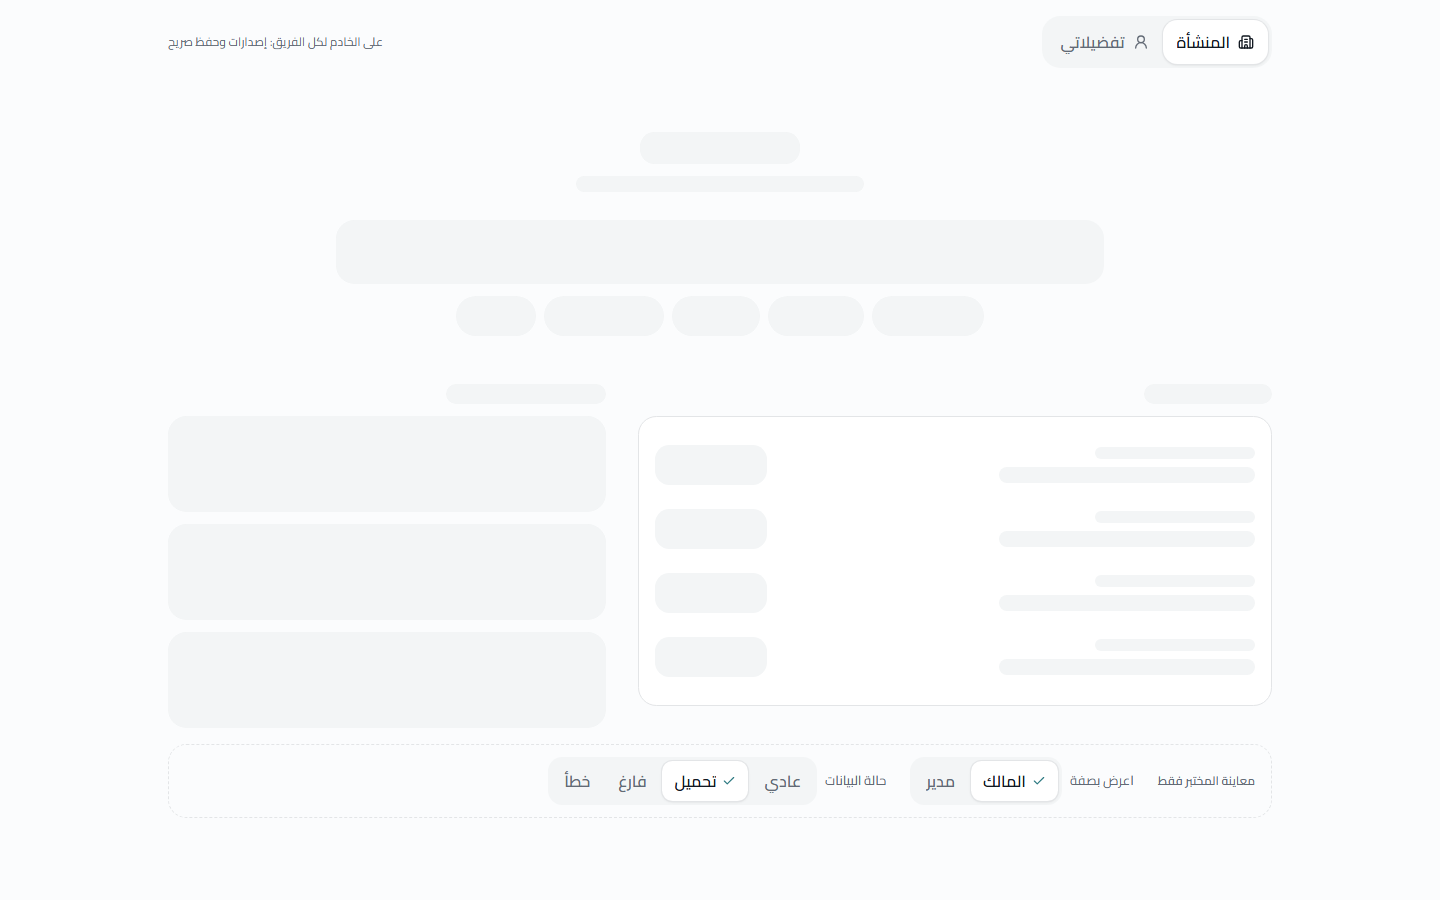 المنشأة
تفضيلاتي
على الخادم لكل الفريق: إصدارات وحفظ صريح
معاينة المختبر فقط
اعرض بصفة
المالك
مدير
حالة البيانات
عادي
تحميل
فارغ
خطأ